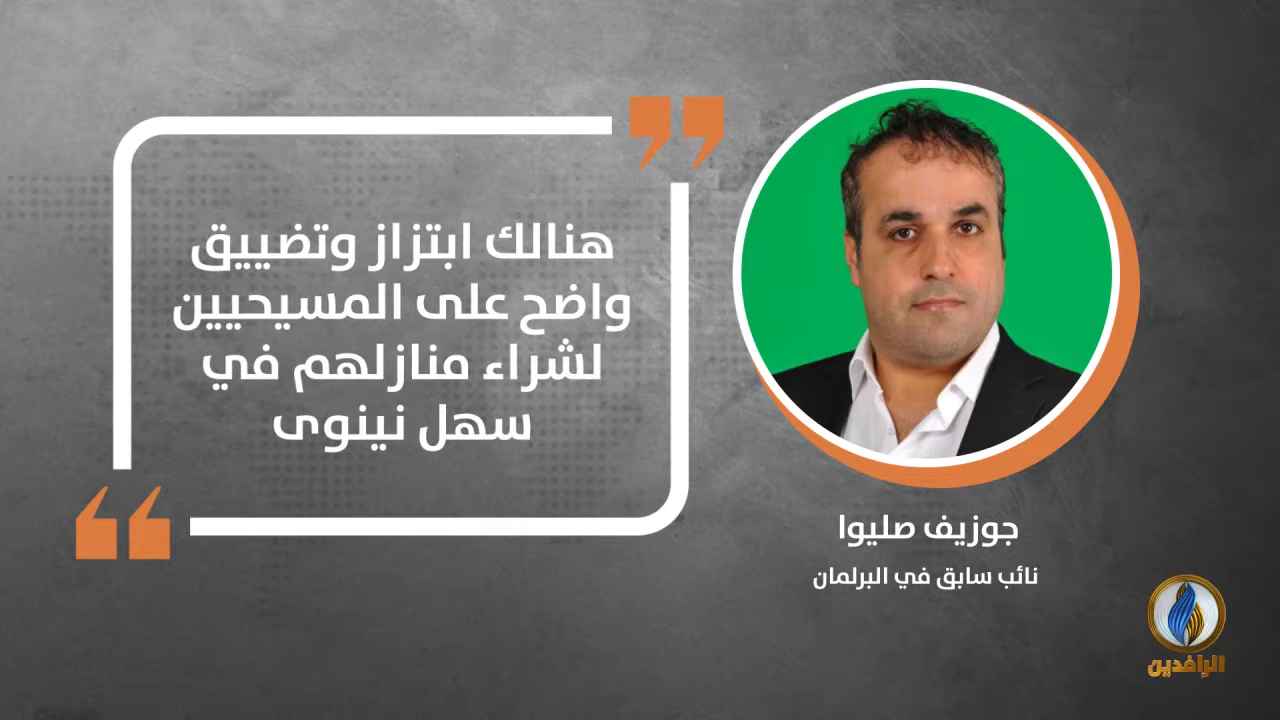 هنالك ابتزاز وتضييق
واضح على المسيحيين
لشراء منازلهم في
سهل نينوى
جوزيف صليوا
نائب سابق في البرلمان
الرافدين